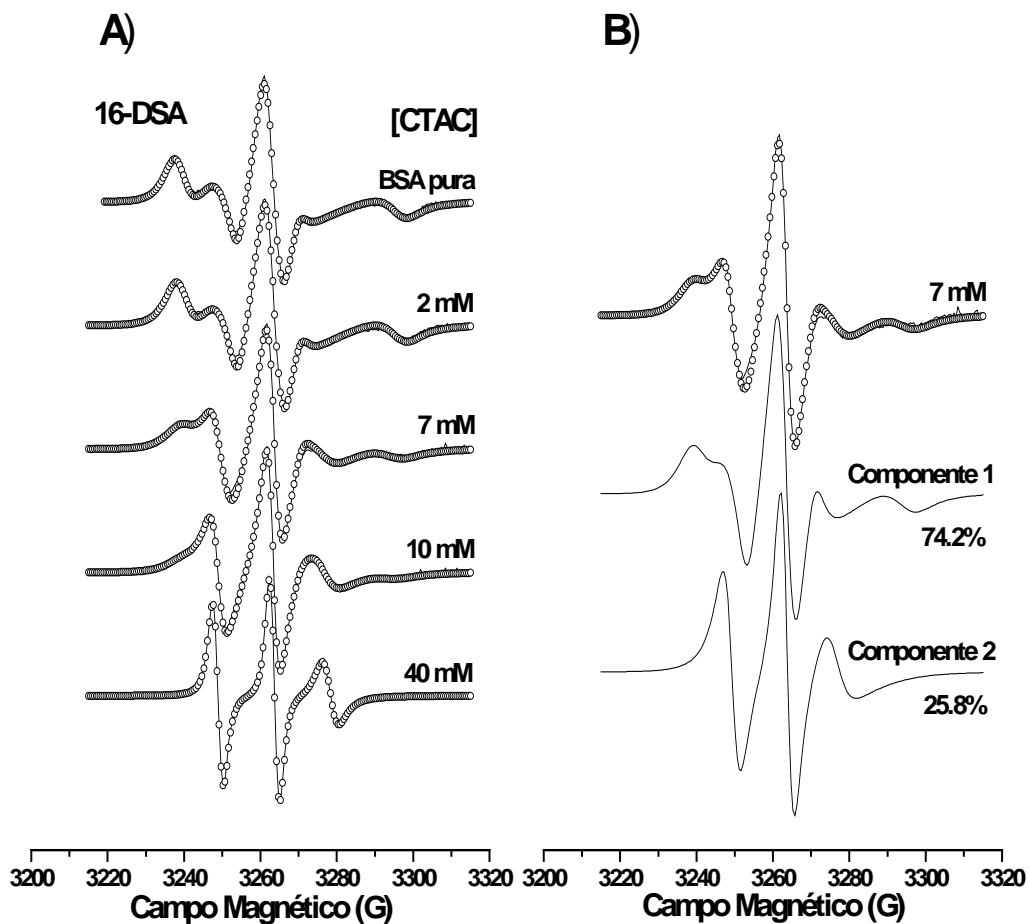 A)
16-DSA
[CTAC]
BSA pura
2 mM
7 mM
10 mM
40 mM
3200 3220 3240 3260 3280 3300 3320
Campo Magnético (G)
B)
7 mM
Componente 1
74.2%
Componente 2
25.8%
3200 3220 3240 3260 3280 3300 3320
Campo Magnético (G)